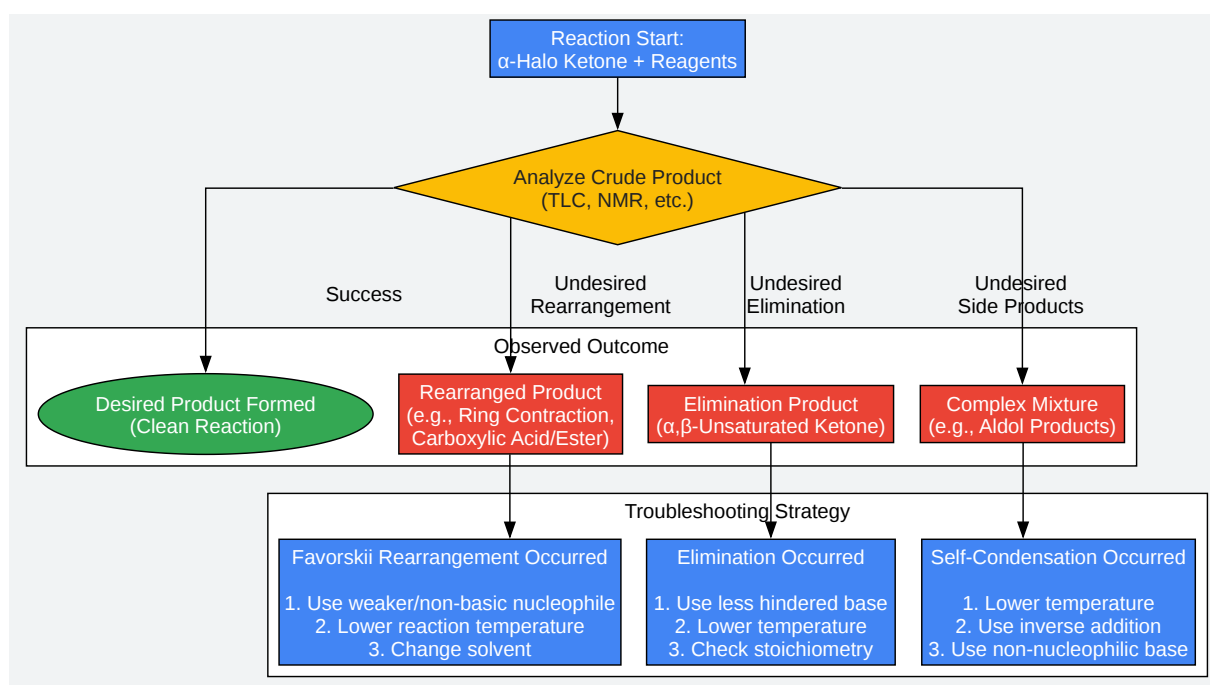 Reaction Start:
α-Halo Ketone + Reagents
Analyze Crude Product
(TLC, NMR, etc.)
Success
Undesired
Rearrangement
Undesired
Elimination
Undesired
Side Products
Observed Outcome
Desired Product Formed
(Clean Reaction)
Rearranged Product
(e.g., Ring Contraction,
Carboxylic Acid/Ester)
Elimination Product
(α,β-Unsaturated Ketone)
Complex Mixture
(e.g., Aldol Products)
Troubleshooting Strategy
Favorskii Rearrangement Occurred
1. Use weaker/non-basic nucleophile
2. Lower reaction temperature
3. Change solvent
Elimination Occurred
1. Use less hindered base
2. Lower temperature
3. Check stoichiometry
Self-Condensation Occurred
1. Lower temperature
2. Use inverse addition
3. Use non-nucleophilic base